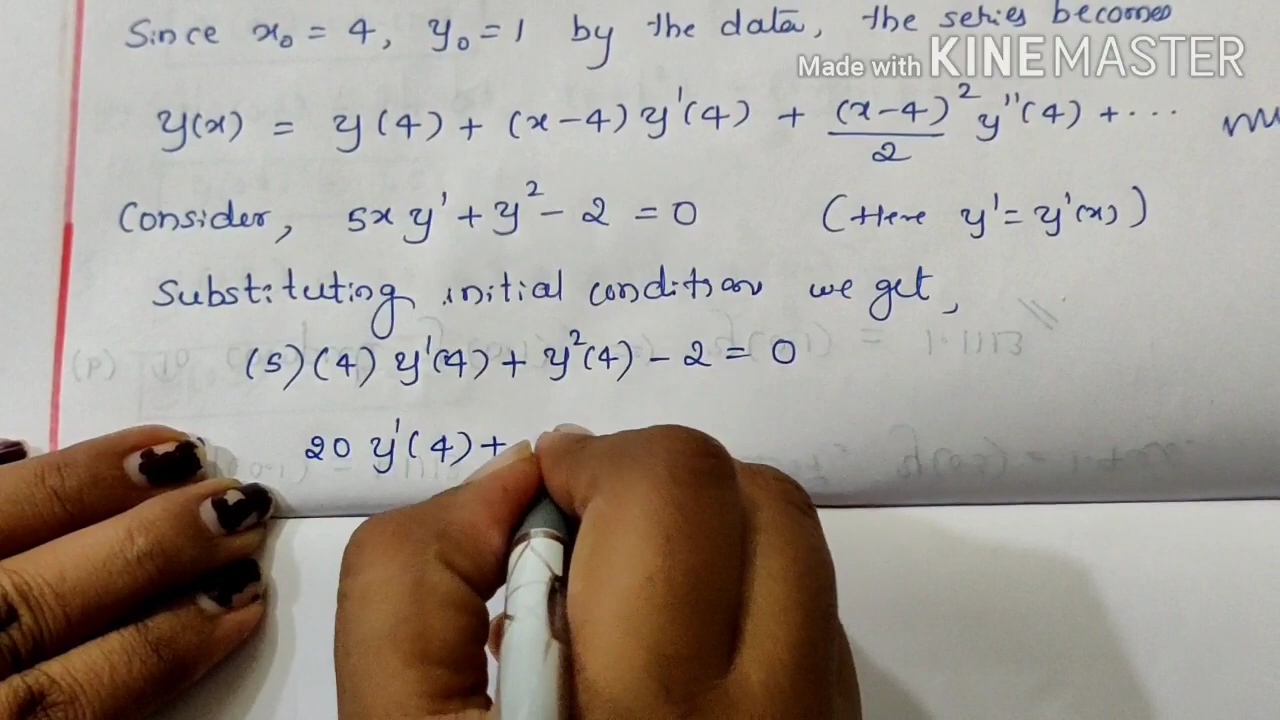 Since x₀ = 4, y₀ = 1 by the data, the series becomes
Made with KINEMASTER
y(x) = y(4) + (x-4) y'(4) + (x-4)²/2 y''(4) + ...
Consider, 5x y' + y² - 2 = 0 (Here y' = y'(x))
Substituting initial condition we get,
(5)(4) y'(4) + y²(4) - 2 = 0
20 y'(4) +